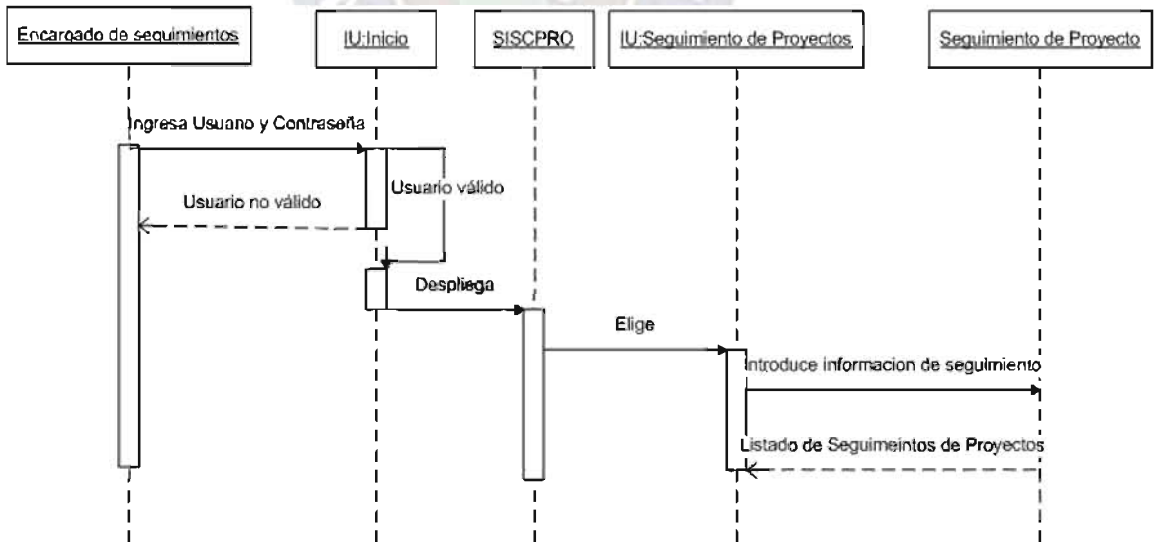 Encargado de seguimientos
IU:Inicio
SISCPRO
IU:Seguimiento de Proyectos
Seguimiento de Proyecto
Ingresa Usuario y Contraseña
Usuario válido
Usuario no válido
Despliega
Elige
Introduce informacion de seguimiento
Listado de Seguimeintos de Proyectos